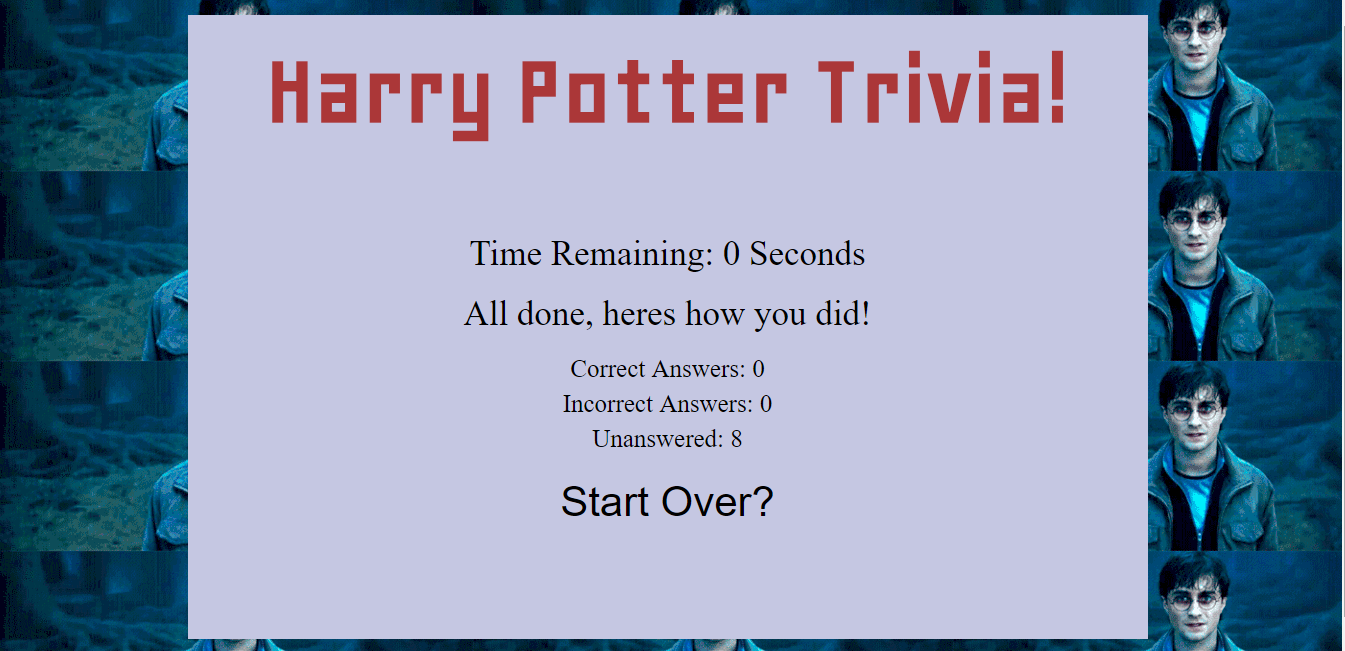 Harry Potter Trivia!
Time Remaining: 0 Seconds
All done, heres how you did!
Correct Answers: 0
Incorrect Answers: 0
Unanswered: 8
Start Over?